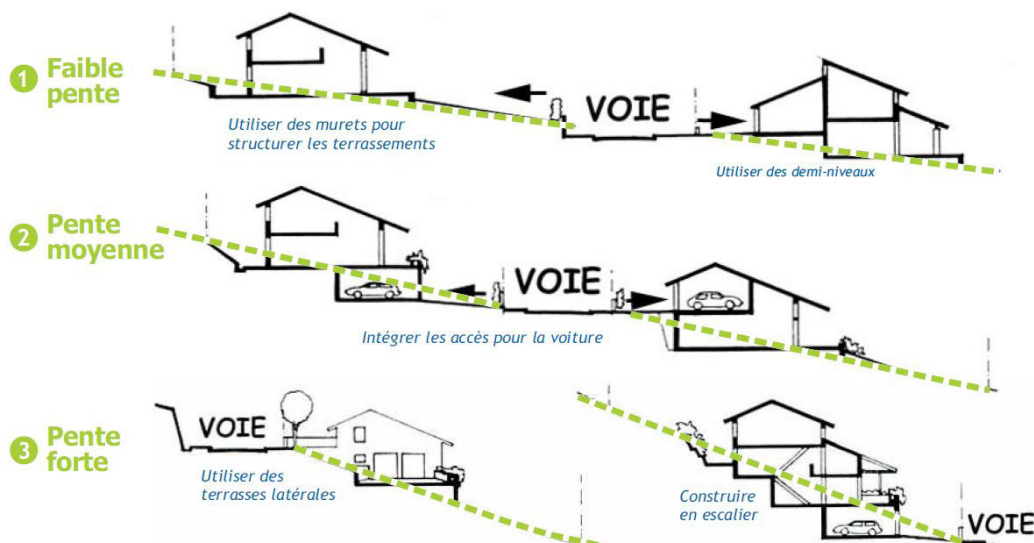 1 Faible
pente
VOIE
Utiliser des murets pour
structurer les terrassements
Utiliser des demi-niveaux
2 Pente
moyenne
VOIE
Intégrer les accès pour la voiture
3 Pente
forte
VOIE
Utiliser des
terrasses latérales
Construire
en escalier
VOIE